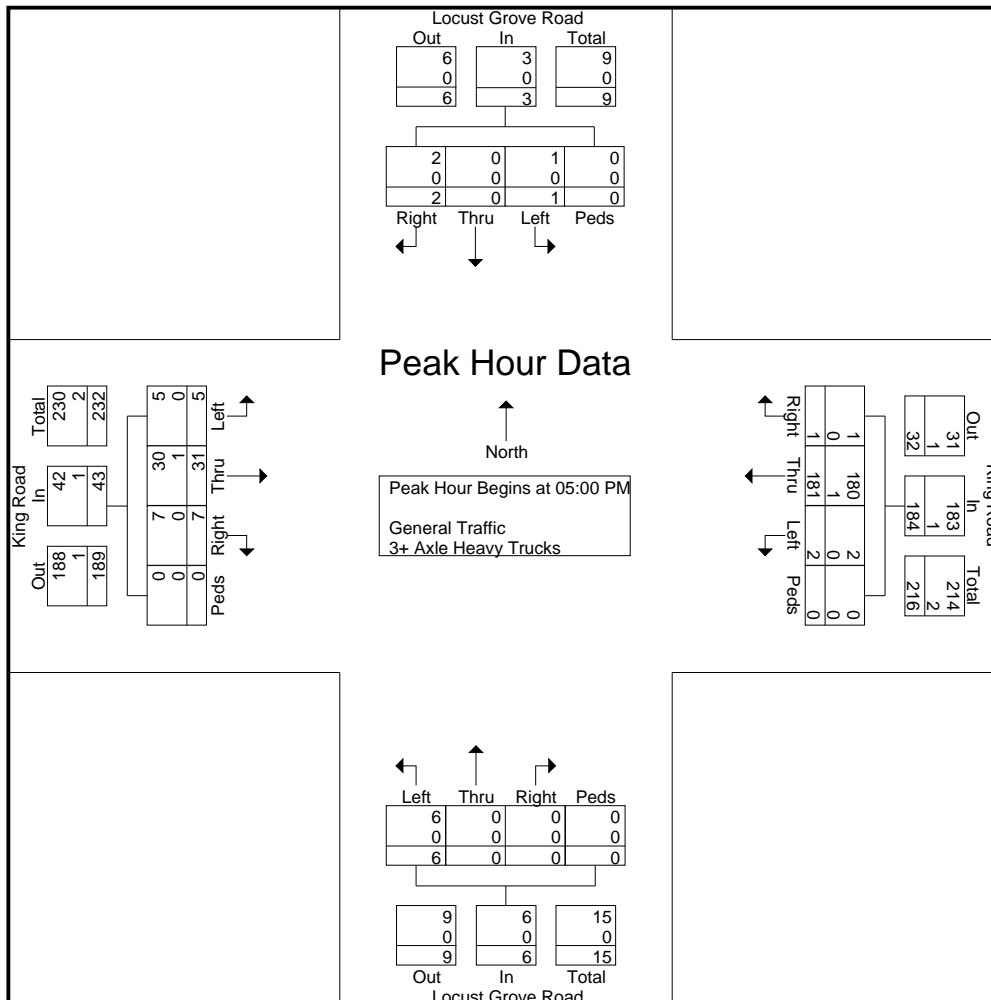 Locust Grove Road
Out In Total
6 3 9
0 0 0
6 3 9
2 0 1 0
0 0 0 0
2 0 1 0
Right Thru Left Peds
Peak Hour Data
North
Peak Hour Begins at 05:00 PM
General Traffic
3+ Axle Heavy Trucks
King Road
Out In Total
188 42 230
1 1 2
189 43 232
Left Thru Right Peds
5 31 7 0
0 1 0 0
5 30 7 0
King Road
Out In Total
31 183 214
1 1 2
32 184 216
Right Thru Left Peds
1 180 2 0
0 1 0 0
1 181 2 0
Left Thru Right Peds
6 0 0 0
0 0 0 0
6 0 0 0
9 6 15
0 0 0
9 6 15
Out In Total
Locust Grove Road